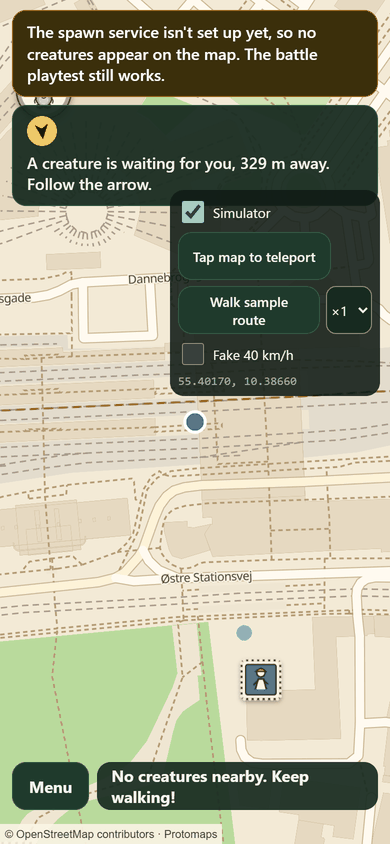 The spawn service isn't set up yet, so no
creatures appear on the map. The battle
playtest still works.
A creature is waiting for you, 329 m away.
Follow the arrow.
Simulator
Tap map to teleport
Walk sample
route
×1
Fake 40 km/h
55.40170, 10.38660
Dannebrog
sgade
Østre Stationsvej
Menu
No creatures nearby. Keep
walking!
© OpenStreetMap contributors · Protomaps